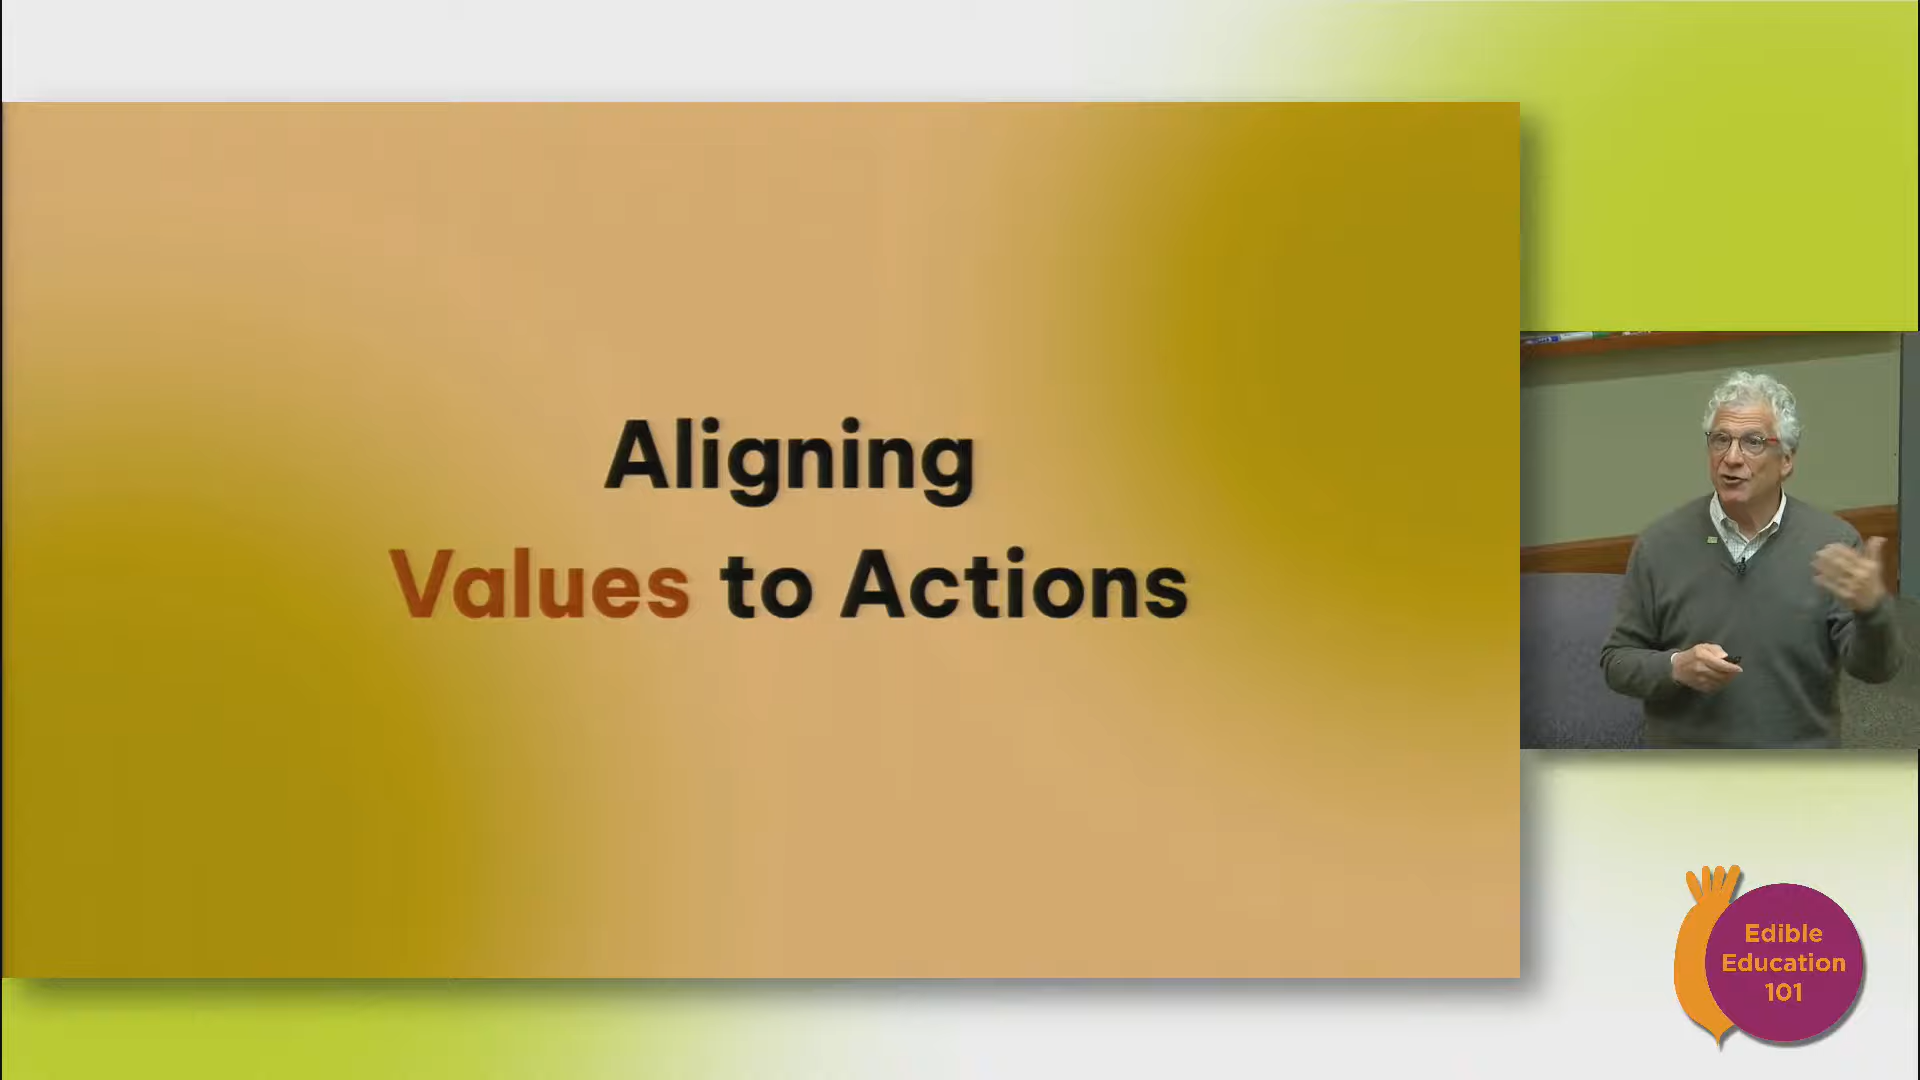 Aligning
Values to Actions
Edible
Education
101